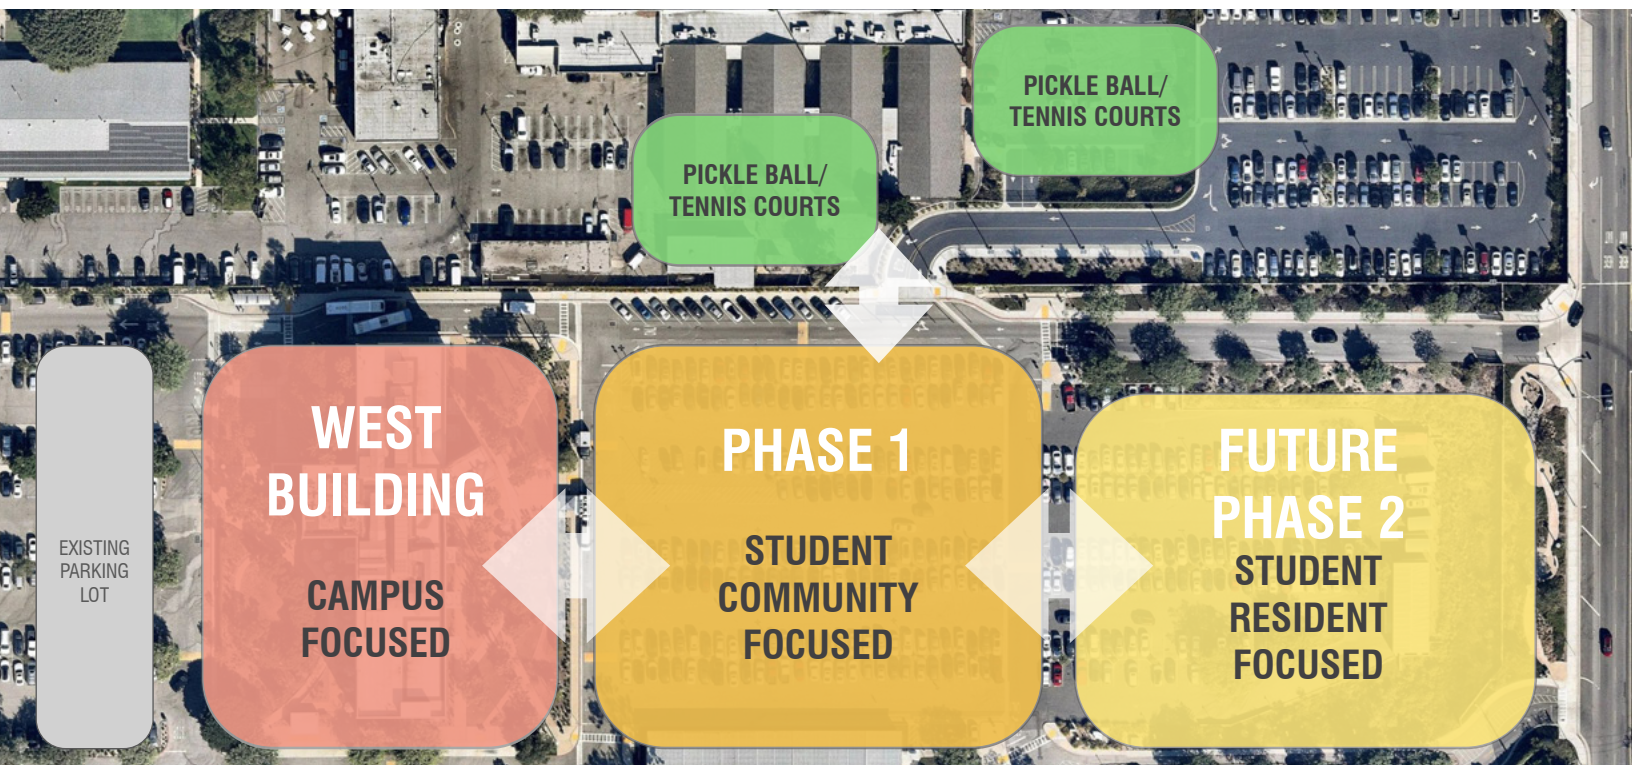 PICKLE BALL/
TENNIS COURTS
PICKLE BALL/
TENNIS COURTS
WEST
BUILDING
CAMPUS
FOCUSED
PHASE 1
STUDENT
COMMUNITY
FOCUSED
FUTURE
PHASE 2
STUDENT
RESIDENT
FOCUSED
EXISTING
PARKING
LOT